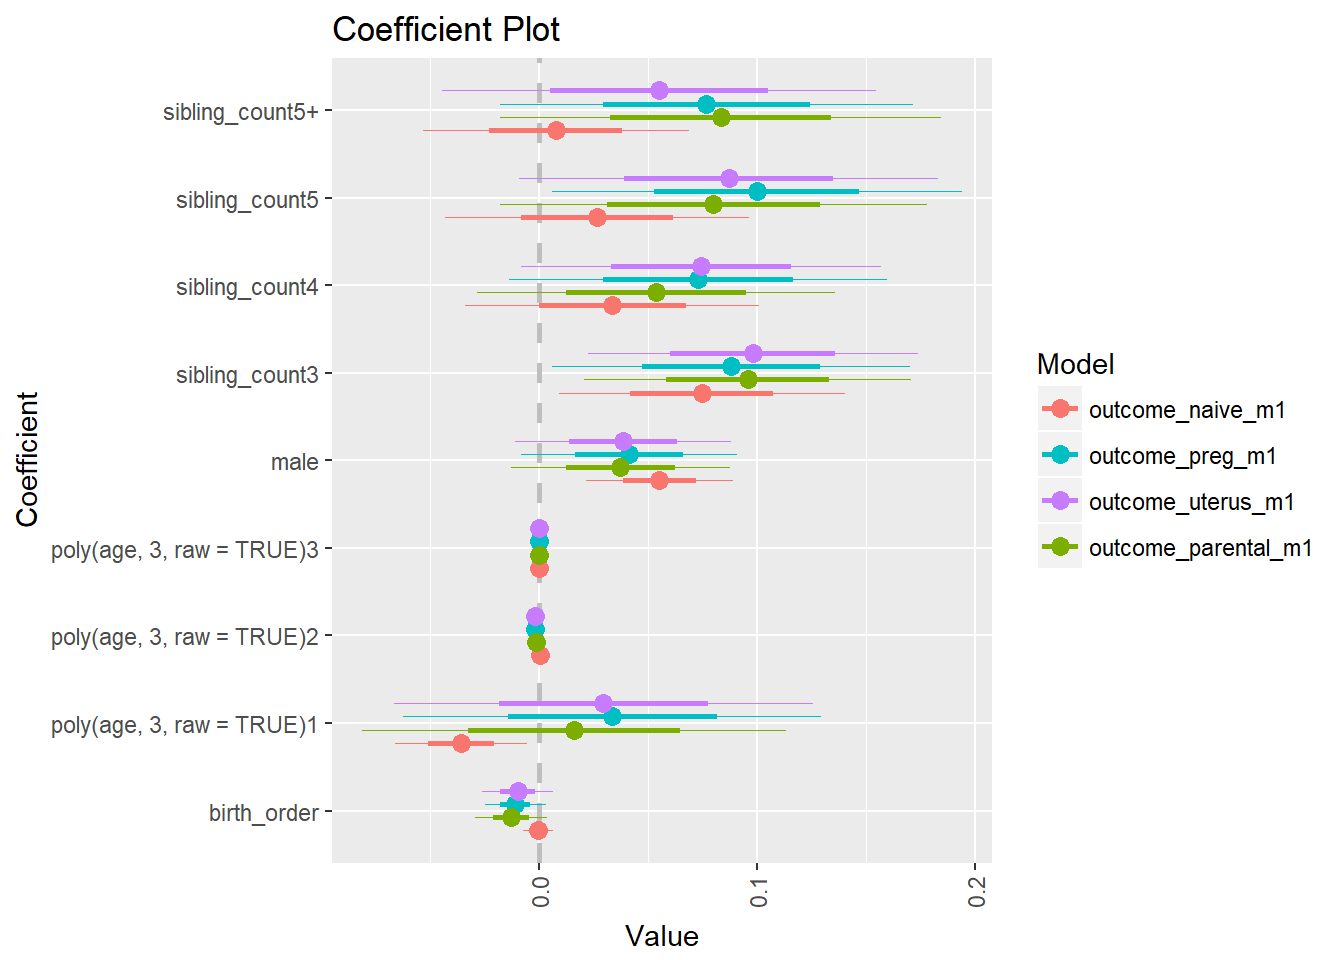 Coefficient Plot
sibling_count5+
sibling_count5
sibling_count4
sibling_count3
male
poly(age, 3, raw = TRUE)3
poly(age, 3, raw = TRUE)2
poly(age, 3, raw = TRUE)1
birth_order
Coefficient
0.0
0.1
0.2
Value
Model
outcome_naive_m1
outcome_preg_m1
outcome_uterus_m1
outcome_parental_m1